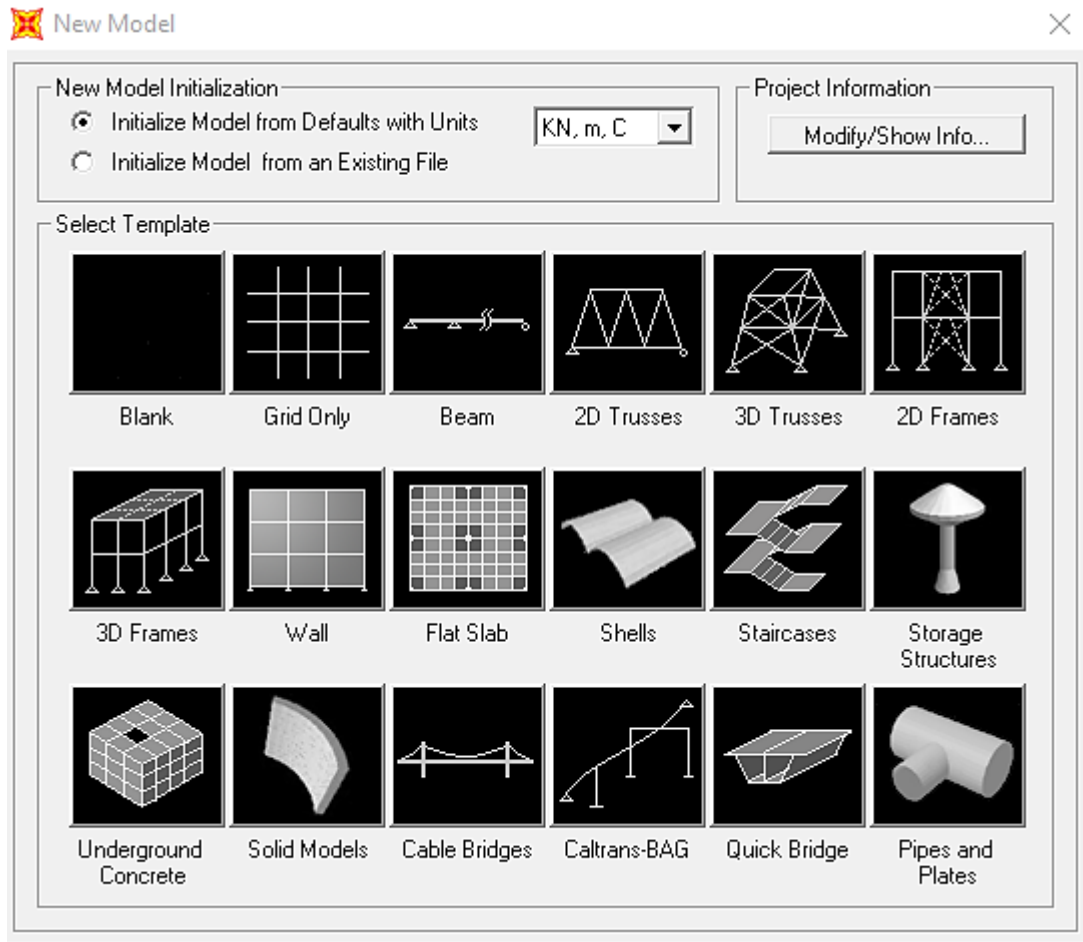 New Model
New Model Initialization
Project Information
Initialize Model from Defaults with Units
KN, m, C
Modify/Show Info...
Initialize Model from an Existing File
Select Template
Blank
Grid Only
Beam
2D Trusses
3D Trusses
2D Frames
3D Frames
Wall
Flat Slab
Shells
Staircases
Storage
Structures
Underground
Concrete
Solid Models
Cable Bridges
Caltrans-BAG
Quick Bridge
Pipes and
Plates